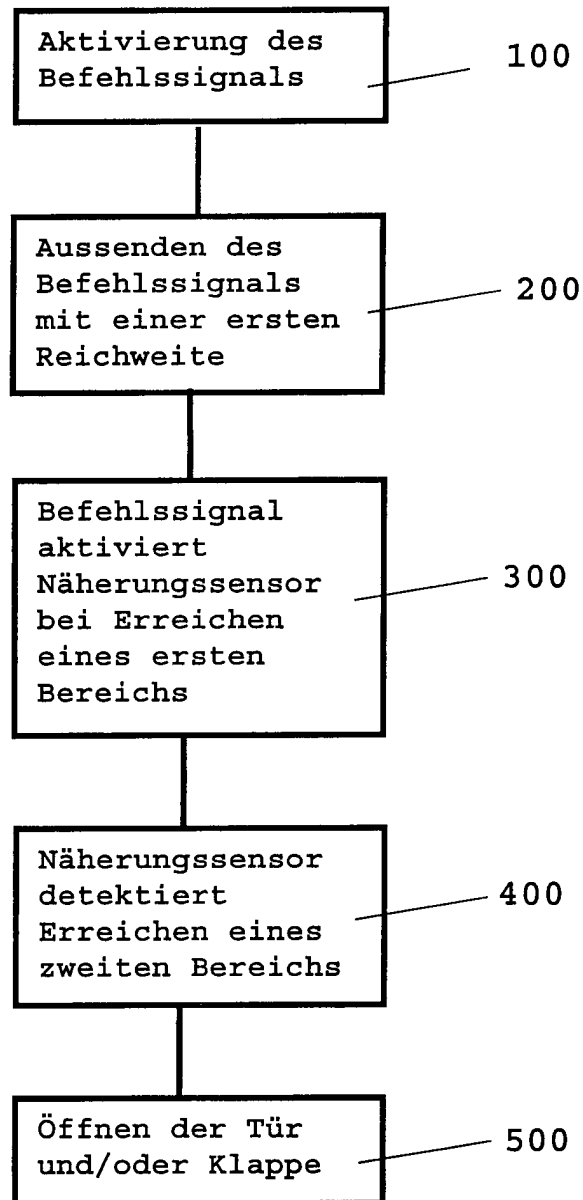 Aktivierung des
Befehlssignals
100
Aussenden des
Befehlssignals
mit einer ersten
Reichweite
200
Befehlssignal
aktiviert
Näherungssensor
bei Erreichen
eines ersten
Bereichs
300
Näherungssensor
detektiert
Erreichen eines
zweiten Bereichs
400
Öffnen der Tür
und/oder Klappe
500